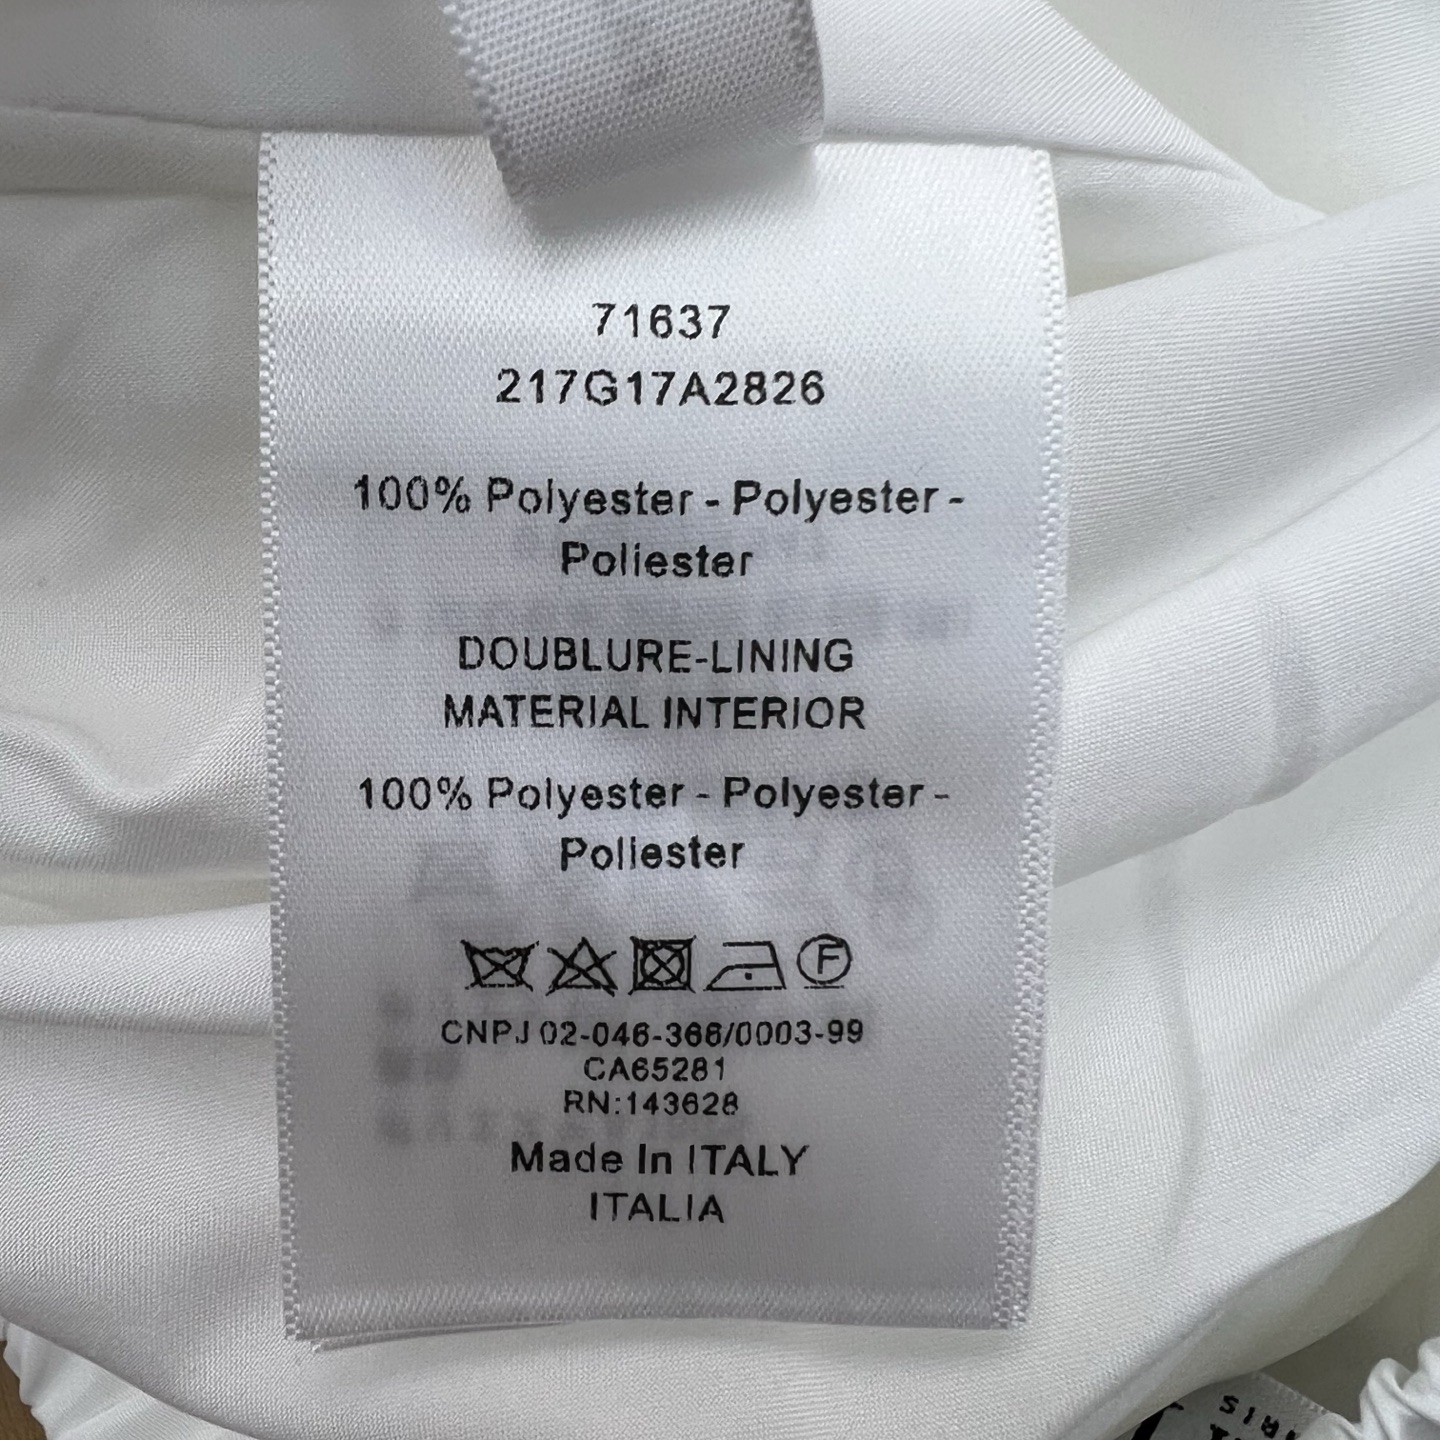 71637
217G17A2826
100% Polyester - Polyester -
Poliester
DOUBLURE-LINING
MATERIAL INTERIOR
100% Polyester - Polyester -
Poliester
F
CNPJ 02-046-366/0003-99
CA65281
RN:143628
Made In ITALY
ITALIA